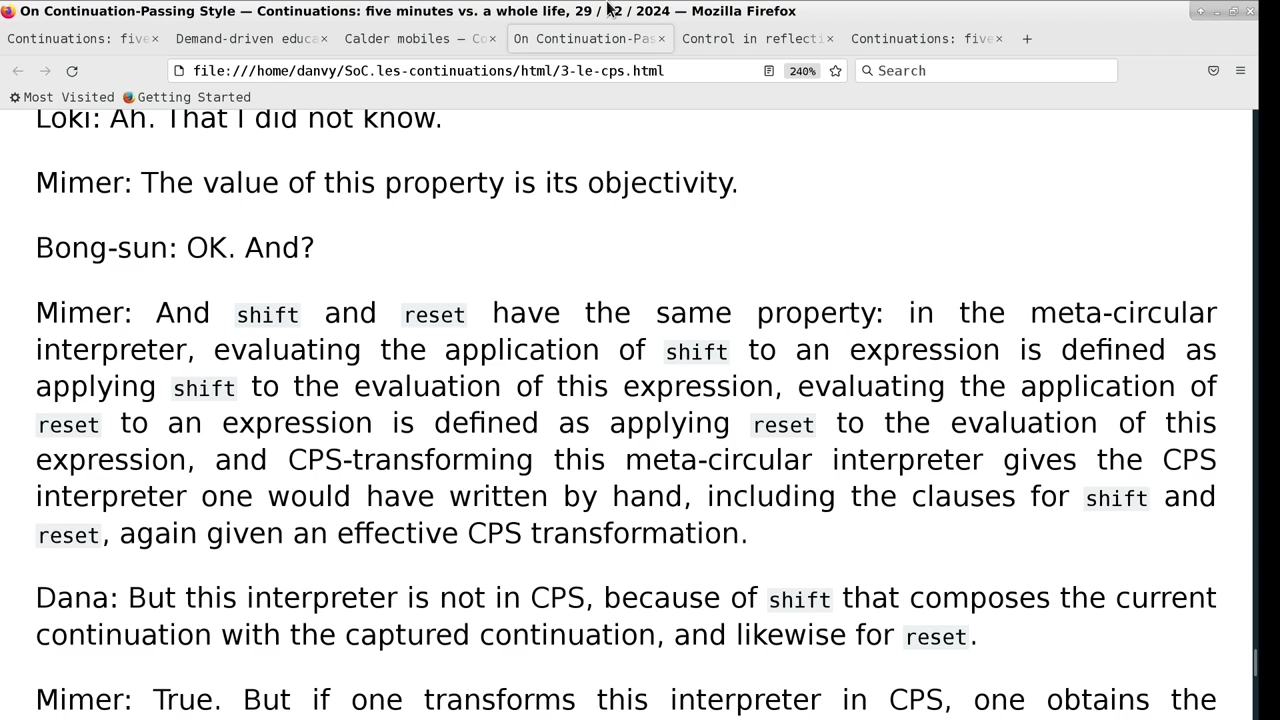 On Continuation-Passing Style — Continuations: five minutes vs. a whole life, 29 / 2 / 2024 — Mozilla Firefox
Continuations: five
Demand-driven educa
Calder mobiles — Co
On Continuation-Pas
Control in reflecti
Continuations: five
file:///home/danvy/SoC.les-continuations/html/3-le-cps.html
240%
Search
Most Visited
Getting Started
Loki: Ah. That I did not know.
Mimer: The value of this property is its objectivity.
Bong-sun: OK. And?
Mimer: And shift and reset have the same property: in the meta-circular
interpreter, evaluating the application of shift to an expression is defined as
applying shift to the evaluation of this expression, evaluating the application of
reset to an expression is defined as applying reset to the evaluation of this
expression, and CPS-transforming this meta-circular interpreter gives the CPS
interpreter one would have written by hand, including the clauses for shift and
reset, again given an effective CPS transformation.
Dana: But this interpreter is not in CPS, because of shift that composes the current
continuation with the captured continuation, and likewise for reset.
Mimer: True. But if one transforms this interpreter in CPS, one obtains the